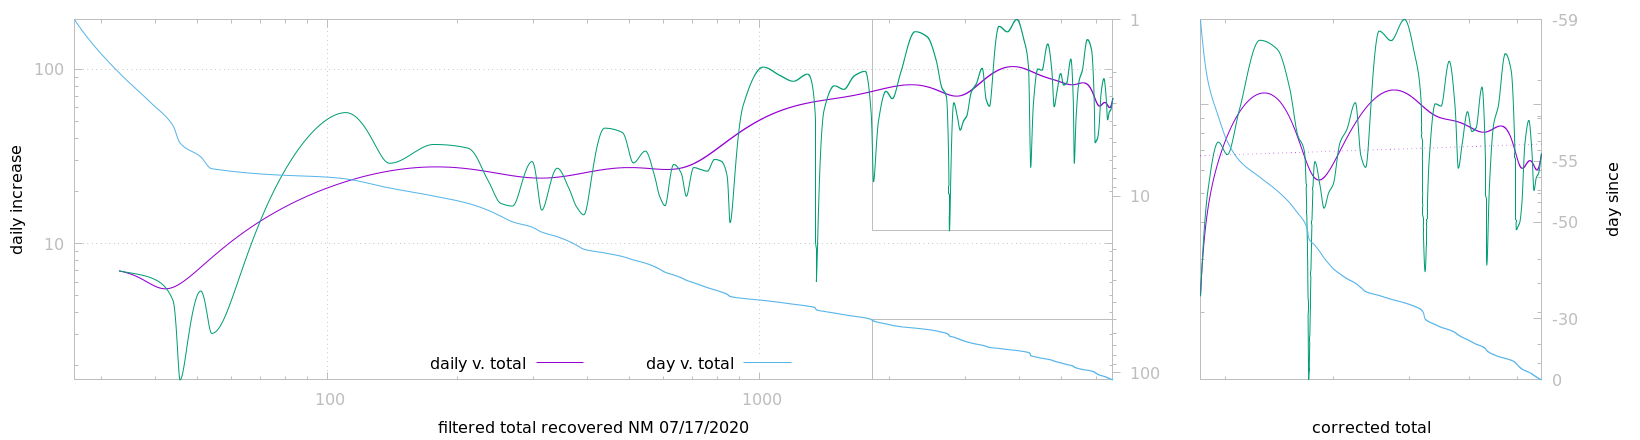 1
-59
100
daily increase
10
-55
10
-50
day since
-30
daily v. total
day v. total
100
0
100
1000
filtered total recovered NM 07/17/2020
corrected total